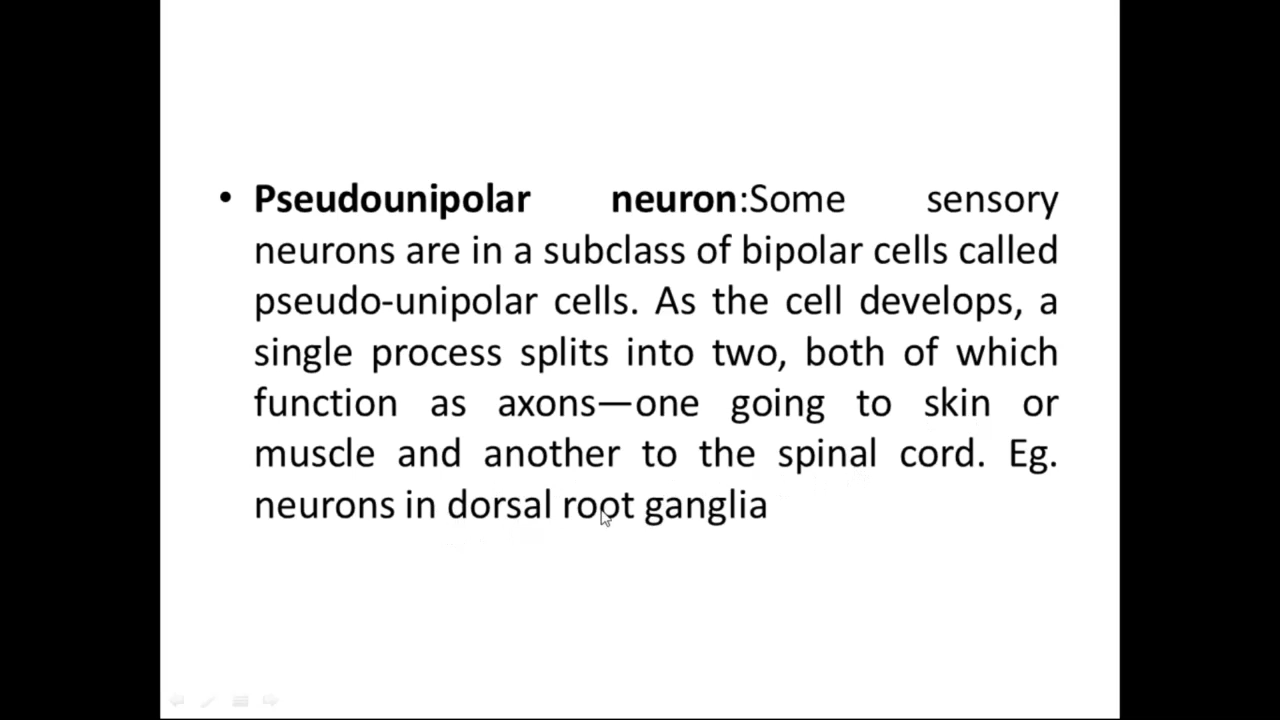 • Pseudounipolar neuron:Some sensory
neurons are in a subclass of bipolar cells called
pseudo-unipolar cells. As the cell develops, a
single process splits into two, both of which
function as axons—one going to skin or
muscle and another to the spinal cord. Eg.
neurons in dorsal root ganglia